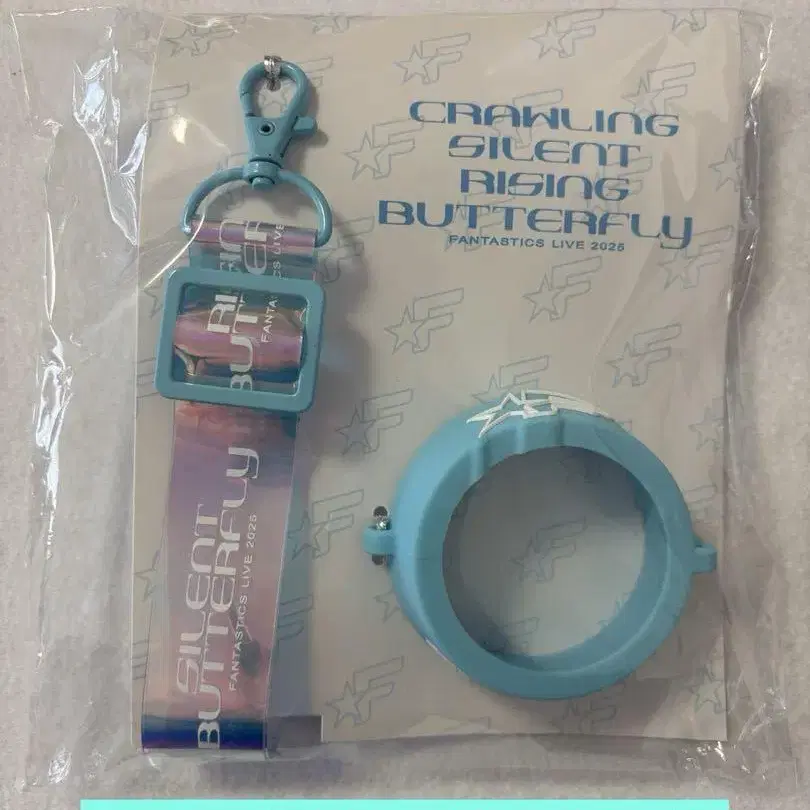 CRAWLING
SILENT
RISING
BUTTERFLY
FANTASTICS LIVE 2025
SILENT
BUTTERFLY
FANTASTICS LIVE 2025